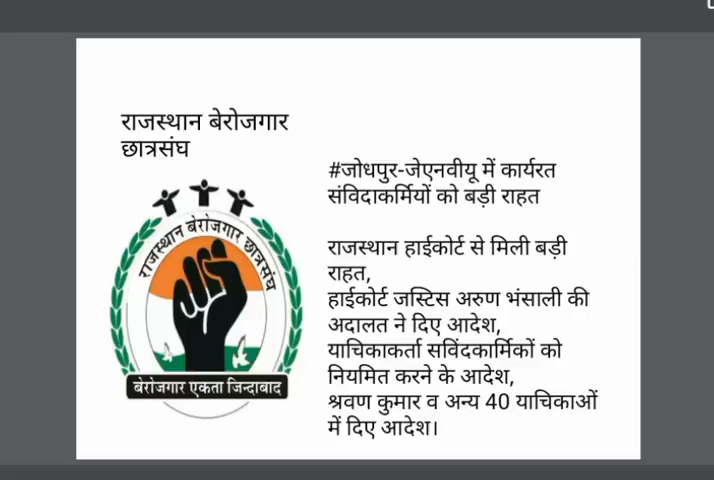 राजस्थान बेरोजगार
छात्रसंघ
राजस्थान बेरोजगार छात्रसंघ
बेरोजगार एकता जिन्दाबाद
#जोधपुर-जेएनवीयू में कार्यरत
संविदाकर्मियों को बड़ी राहत
राजस्थान हाईकोर्ट से मिली बड़ी
राहत,
हाईकोर्ट जस्टिस अरुण भंसाली की
अदालत ने दिए आदेश,
याचिकाकर्ता सविंदकार्मिकों को
नियमित करने के आदेश,
श्रवण कुमार व अन्य 40 याचिकाओं
में दिए आदेश।